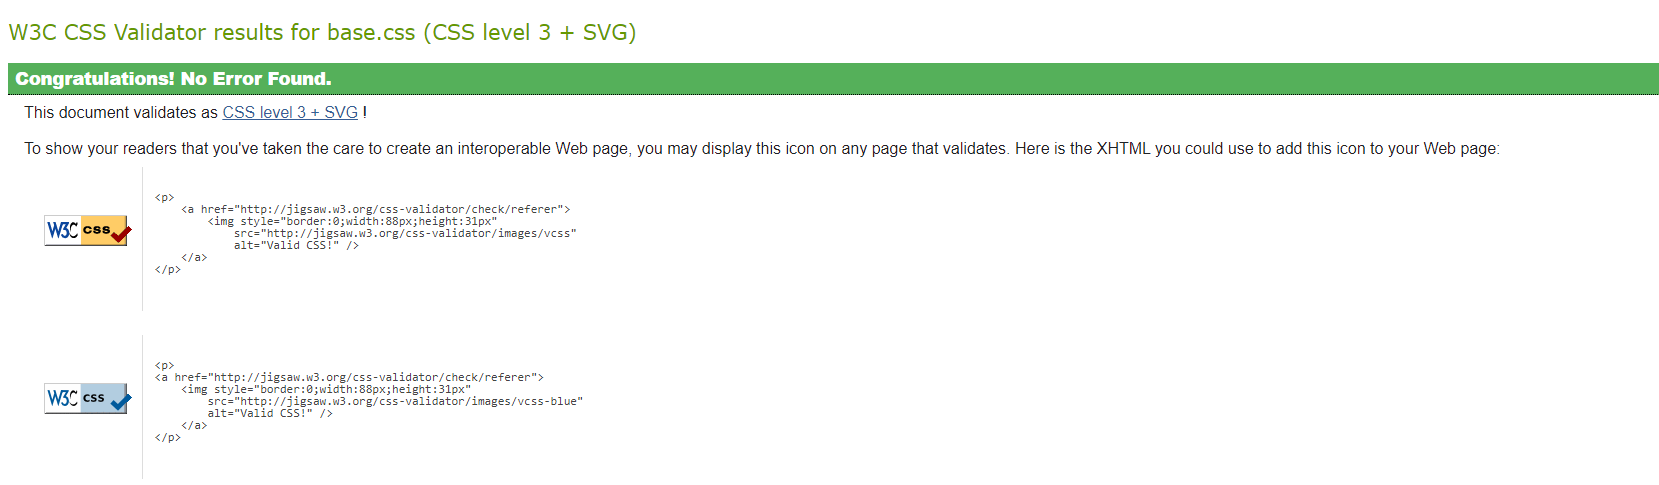 W3C CSS Validator results for base.css (CSS level 3 + SVG)
Congratulations! No Error Found.
This document validates as CSS level 3 + SVG !
To show your readers that you've taken the care to create an interoperable Web page, you may display this icon on any page that validates. Here is the XHTML you could use to add this icon to your Web page:
W3C css
<p>
    <a href="http://jigsaw.w3.org/css-validator/check/referer">
        <img style="border:0;width:88px;height:31px"
            src="http://jigsaw.w3.org/css-validator/images/vcss"
            alt="Valid CSS!" />
    </a>
</p>
W3C css
<p>
<a href="http://jigsaw.w3.org/css-validator/check/referer">
    <img style="border:0;width:88px;height:31px"
        src="http://jigsaw.w3.org/css-validator/images/vcss-blue"
        alt="Valid CSS!" />
    </a>
</p>